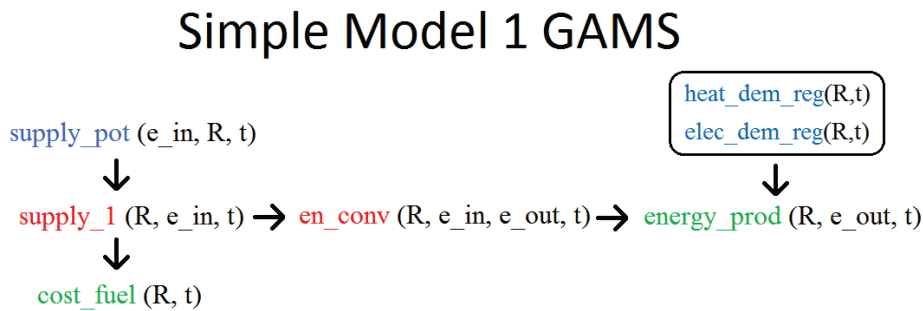 Simple Model 1 GAMS
heat_dem_reg(R,t)
elec_dem_reg(R,t)
supply_pot (e_in, R, t)
supply_1 (R, e_in, t) → en_conv (R, e_in, e_out, t) → energy_prod (R, e_out, t)
cost_fuel (R, t)